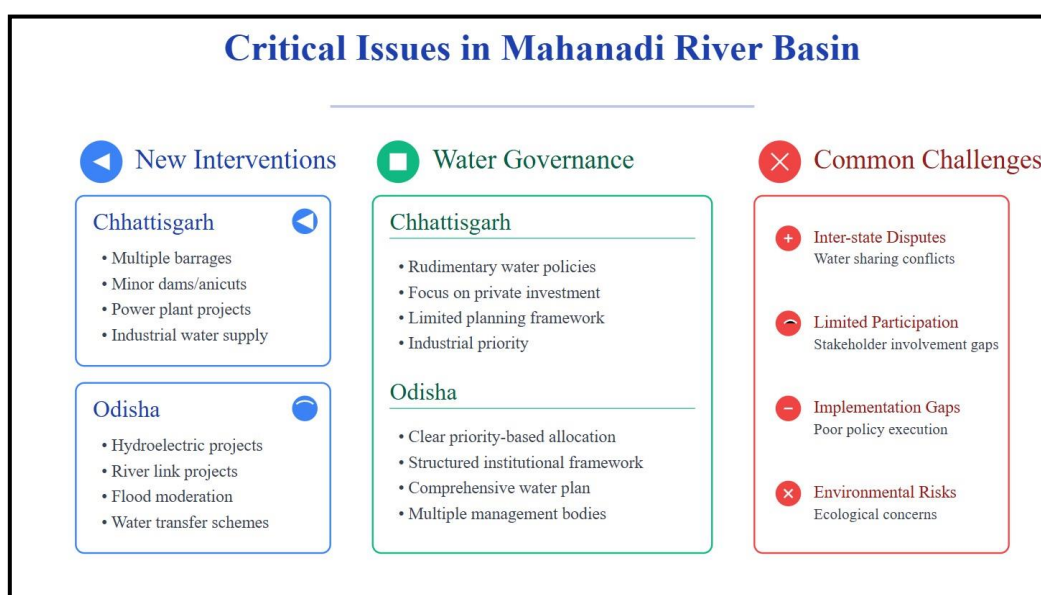 Critical Issues in Mahanadi River Basin
New Interventions
Chhattisgarh
• Multiple barrages
• Minor dams/anicuts
• Power plant projects
• Industrial water supply
Odisha
• Hydroelectric projects
• River link projects
• Flood moderation
• Water transfer schemes
Water Governance
Chhattisgarh
• Rudimentary water policies
• Focus on private investment
• Limited planning framework
• Industrial priority
Odisha
• Clear priority-based allocation
• Structured institutional framework
• Comprehensive water plan
• Multiple management bodies
Common Challenges
Inter-state Disputes
Water sharing conflicts
Limited Participation
Stakeholder involvement gaps
Implementation Gaps
Poor policy execution
Environmental Risks
Ecological concerns